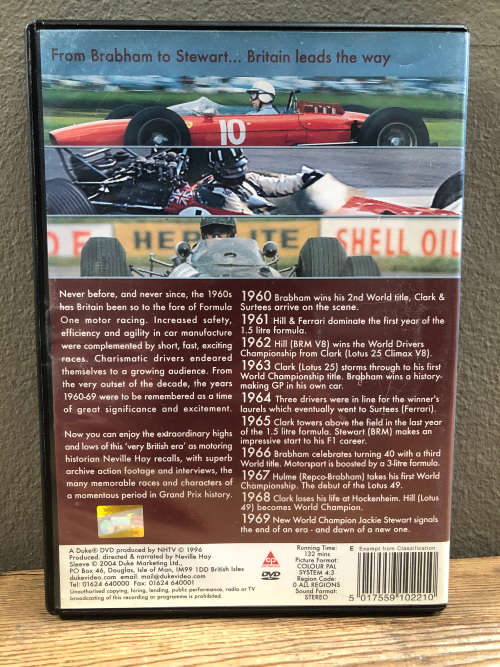 From Brabham to Stewart... Britain leads the way
10
HEP LITE
SHELL OIL
Never before, and never since, the 1960s
has Britain been so to the fore of formula
One motor racing. Increased safety,
efficiency and agility in car manufacture
were complemented by short, fast, exciting
races. Charismatic drivers endeared
themselves to a growing audience. From
the very outset of the decade, the years
1960-69 were to be remembered as a time
of great significance and excitement.
Now you can enjoy the extraordinary highs
and lows of this 'very British era' as motoring
historian Neville Hay recalls, with superb
archive action footage and interviews, the
many memorable races and characters of
a momentous period in Grand Prix history.
1960 Brabham wins his 2nd World title, Clark &
Surtees arrive on the scene.
1961 Hill & Ferrari dominate the first year of the
1.5 litre formula.
1962 Hill (BRM V8) wins the World Drivers
Championship from Clark (Lotus 25 Climax V8).
1963 Clark (Lotus 25) storms through to his first
World Championship title. Brabham wins a history-
making GP in his own car.
1964 Three drivers were in line for the winner's
laurels which eventually went to Surtees (Ferrari).
1965 Clark towers above the field in the last year
of the 1.5 litre formula. Stewart (BRM) makes an
impressive start to his F1 career.
1966 Brabham celebrates turning 40 with a third
World title. Motorsport is boosted by a 3-litre formula.
1967 Hulme (Repco-Brabham) takes his first World
Championship. The debut of the Lotus 49.
1968 Clark loses his life at Hockenheim. Hill (Lotus
49) becomes World Champion.
1969 New World Champion Jackie Stewart signals
the end of an era - and dawn of a new one.
A Duke® DVD produced by NHTV © 1996
Produced, directed & narrated by Neville Hay
Sleeve © 2004 Duke Marketing Ltd
PO Box 46, Douglas, Isle of Man, IM99 1DD British Isles
dukevideo.com email: mail@dukevideo.com
Tel: 01624 640000 Fax: 01624 640001
Unauthorised copying, hiring, lending, public performance, radio or TV
broadcasting of this recording or programme is prohibited.
DVD
Running Time:
132 mins
Picture Format:
COLOUR PAL
SYSTEM 4:3
Region Code:
0 ALL REGIONS
Sound Format:
STEREO
E Exempt from Classification
5 017559 102210